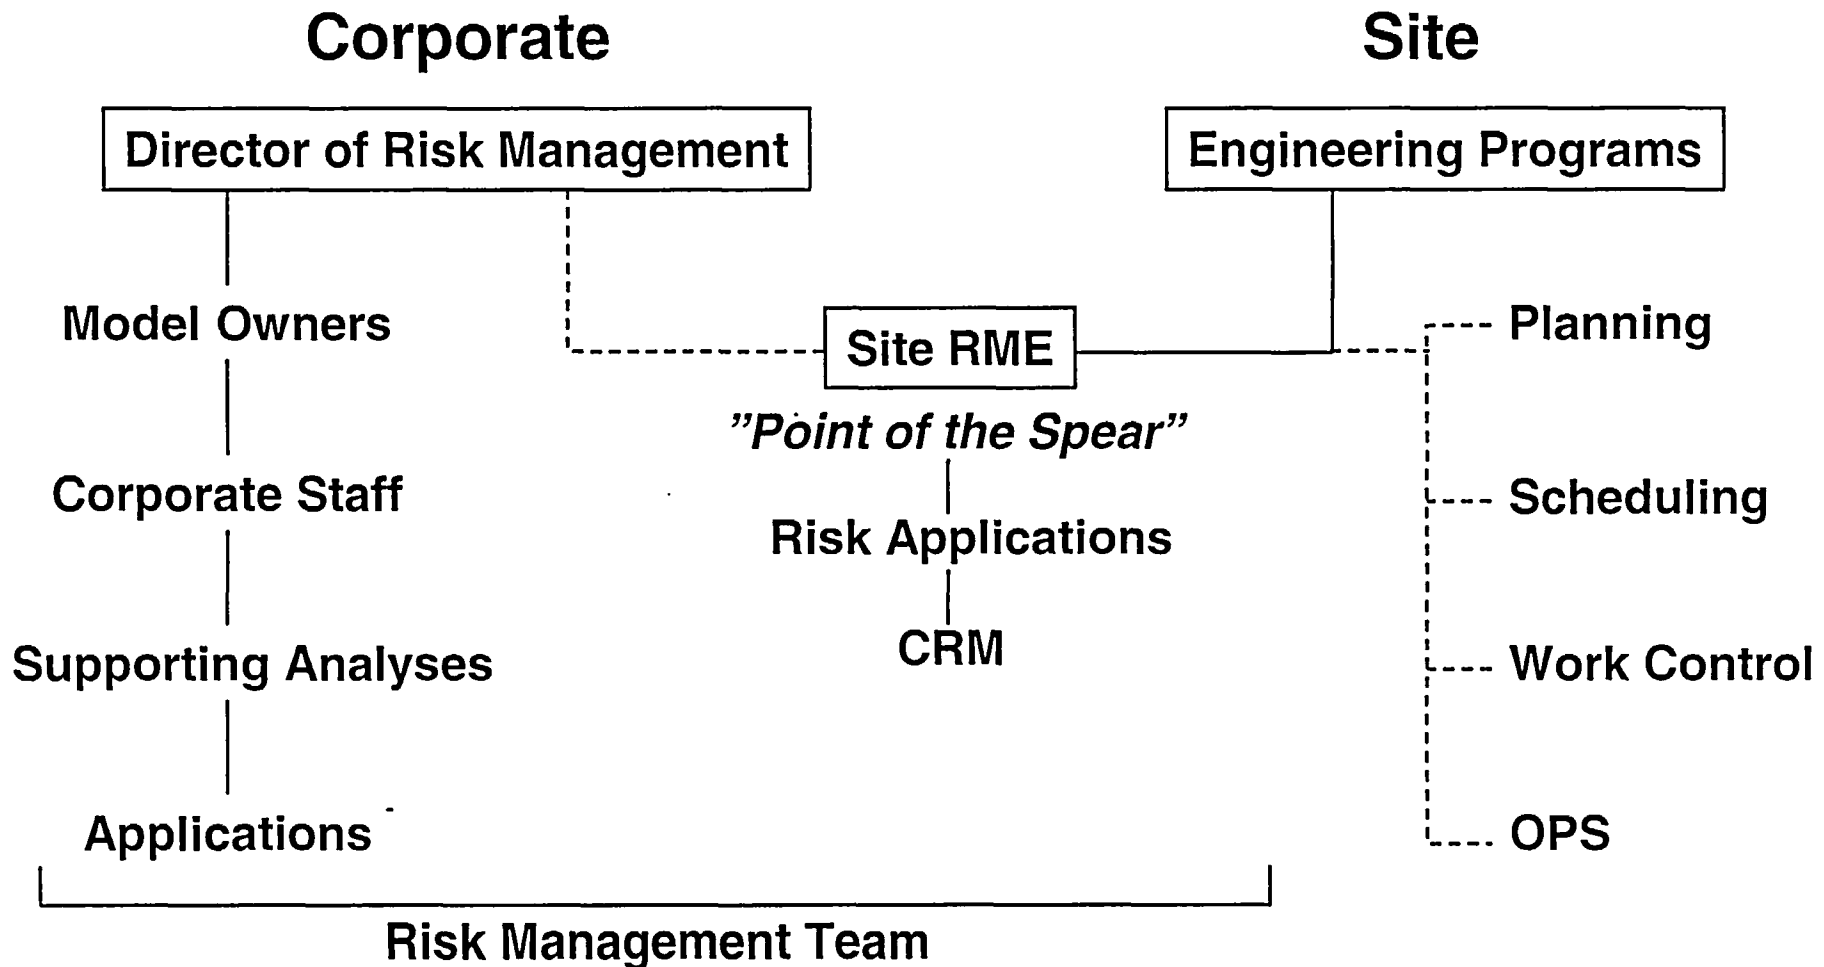 Corporate
Site
Director of Risk Management
Engineering Programs
Model Owners
Site RME
Planning
”Point of the Spear”
Corporate Staff
Scheduling
Risk Applications
CRM
Supporting Analyses
Work Control
Applications
OPS
Risk Management Team